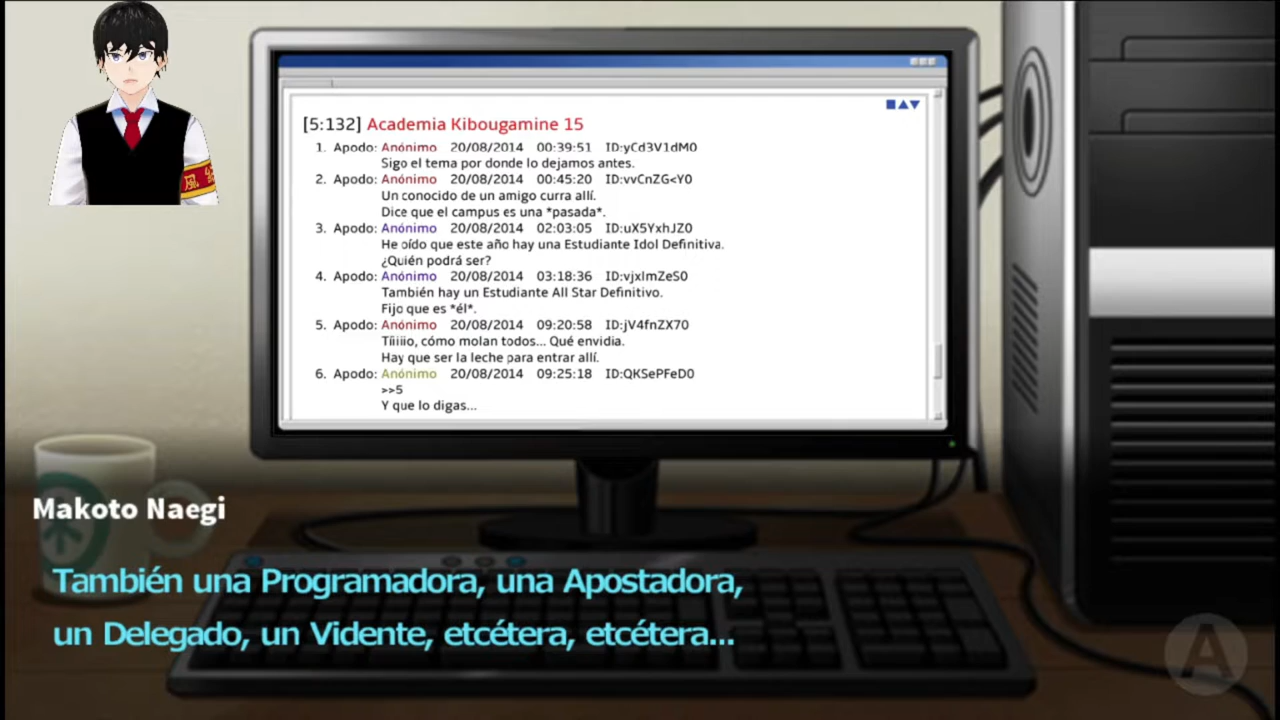 [5:132] Academia Kibougamine 15
1. Apodo: Anónimo 20/08/2014 00:39:51 ID:yCd3V1dM0
Sigo el tema por donde lo dejamos antes.
2. Apodo: Anónimo 20/08/2014 00:45:20 ID:vvCnZG<Y0
Un conocido de un amigo curra allí.
Dice que el campus es una *pasada*.
3. Apodo: Anónimo 20/08/2014 02:03:05 ID:uX5YxhJZ0
He oído que este año hay una Estudiante Idol Definitiva.
¿Quién podrá ser?
4. Apodo: Anónimo 20/08/2014 03:18:36 ID:vjxImZeS0
También hay un Estudiante All Star Definitivo.
Fijo que es *él*.
5. Apodo: Anónimo 20/08/2014 09:20:58 ID:jV4fnZX70
Tíiiiio, cómo molan todos... Qué envidia.
Hay que ser la leche para entrar allí.
6. Apodo: Anónimo 20/08/2014 09:25:18 ID:QKSePFeD0
>>5
Y que lo digas...
Makoto Naegi
También una Programadora, una Apostadora,
un Delegado, un Vidente, etcétera, etcétera...
A